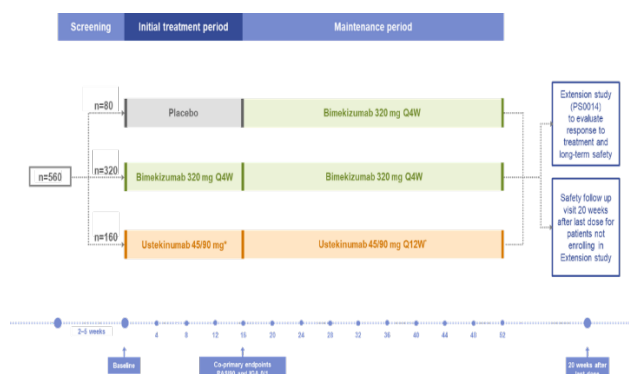 Screening
Initial treatment period
Maintenance period
n=80
Placebo
Bimekizumab 320 mg Q4W
Extension study
(PS0014)
to evaluate
response to
treatment and
long-term safety
n=560
n=320
Bimekizumab 320 mg Q4W
Bimekizumab 320 mg Q4W
n=160
Ustekinumab 45/90 mg*
Ustekinumab 45/90 mg Q12W*
Safety follow up
visit 20 weeks
after last dose for
patients not
enrolling in
Extension study
weeks
4
8
12
16
20
24
28
32
36
40
44
48
52
Baseline
Co-primary endpoints
20 weeks after
last dose